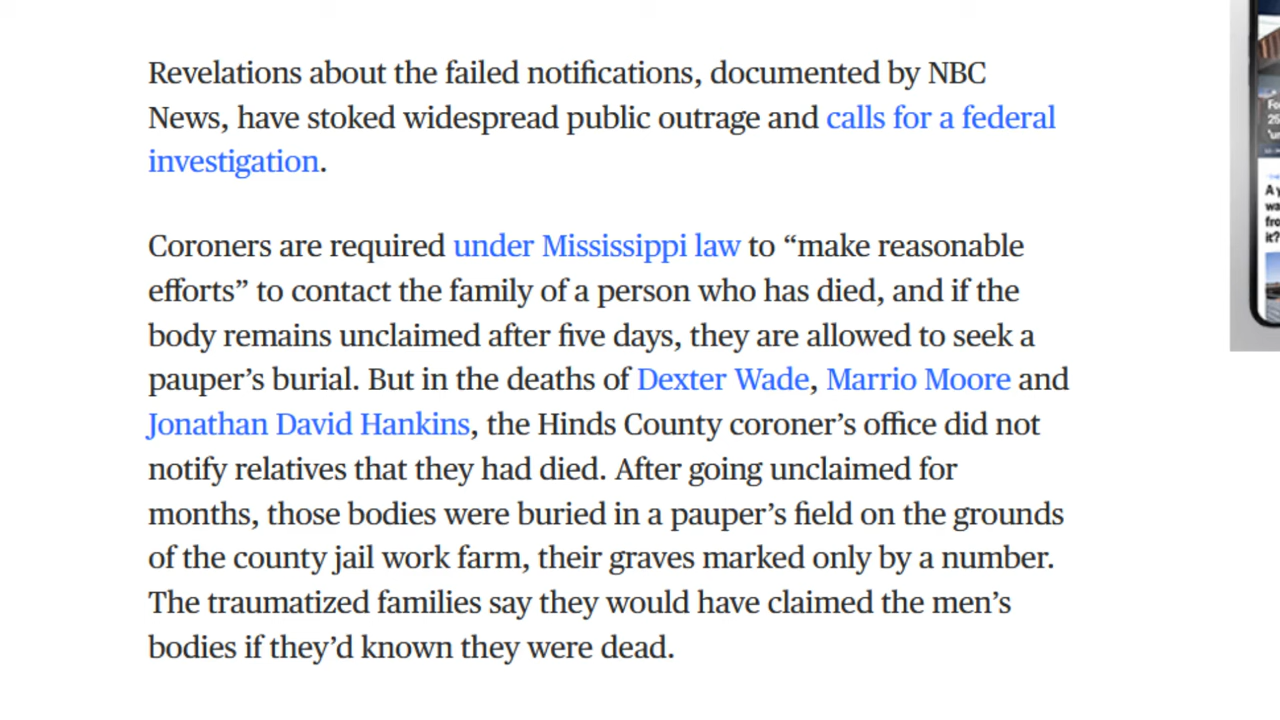 Revelations about the failed notifications, documented by NBC
News, have stoked widespread public outrage and calls for a federal
investigation.
Coroners are required under Mississippi law to “make reasonable
efforts” to contact the family of a person who has died, and if the
body remains unclaimed after five days, they are allowed to seek a
pauper’s burial. But in the deaths of Dexter Wade, Marrio Moore and
Jonathan David Hankins, the Hinds County coroner’s office did not
notify relatives that they had died. After going unclaimed for
months, those bodies were buried in a pauper’s field on the grounds
of the county jail work farm, their graves marked only by a number.
The traumatized families say they would have claimed the men’s
bodies if they’d known they were dead.
it?